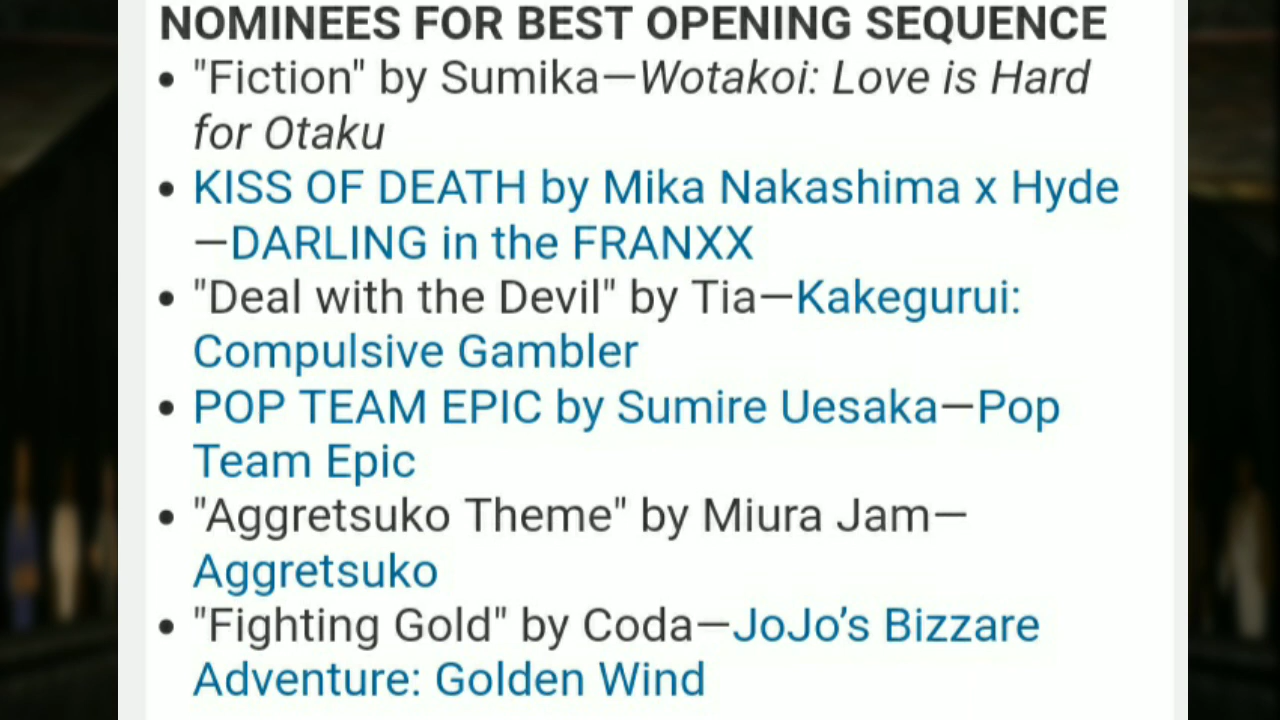 NOMINEES FOR BEST OPENING SEQUENCE
• "Fiction" by Sumika—Wotakoi: Love is Hard
for Otaku
• KISS OF DEATH by Mika Nakashima x Hyde
—DARLING in the FRANXX
• "Deal with the Devil" by Tia—Kakegurui:
Compulsive Gambler
• POP TEAM EPIC by Sumire Uesaka—Pop
Team Epic
• "Aggretsuko Theme" by Miura Jam—
Aggretsuko
• "Fighting Gold" by Coda—JoJo’s Bizzare
Adventure: Golden Wind